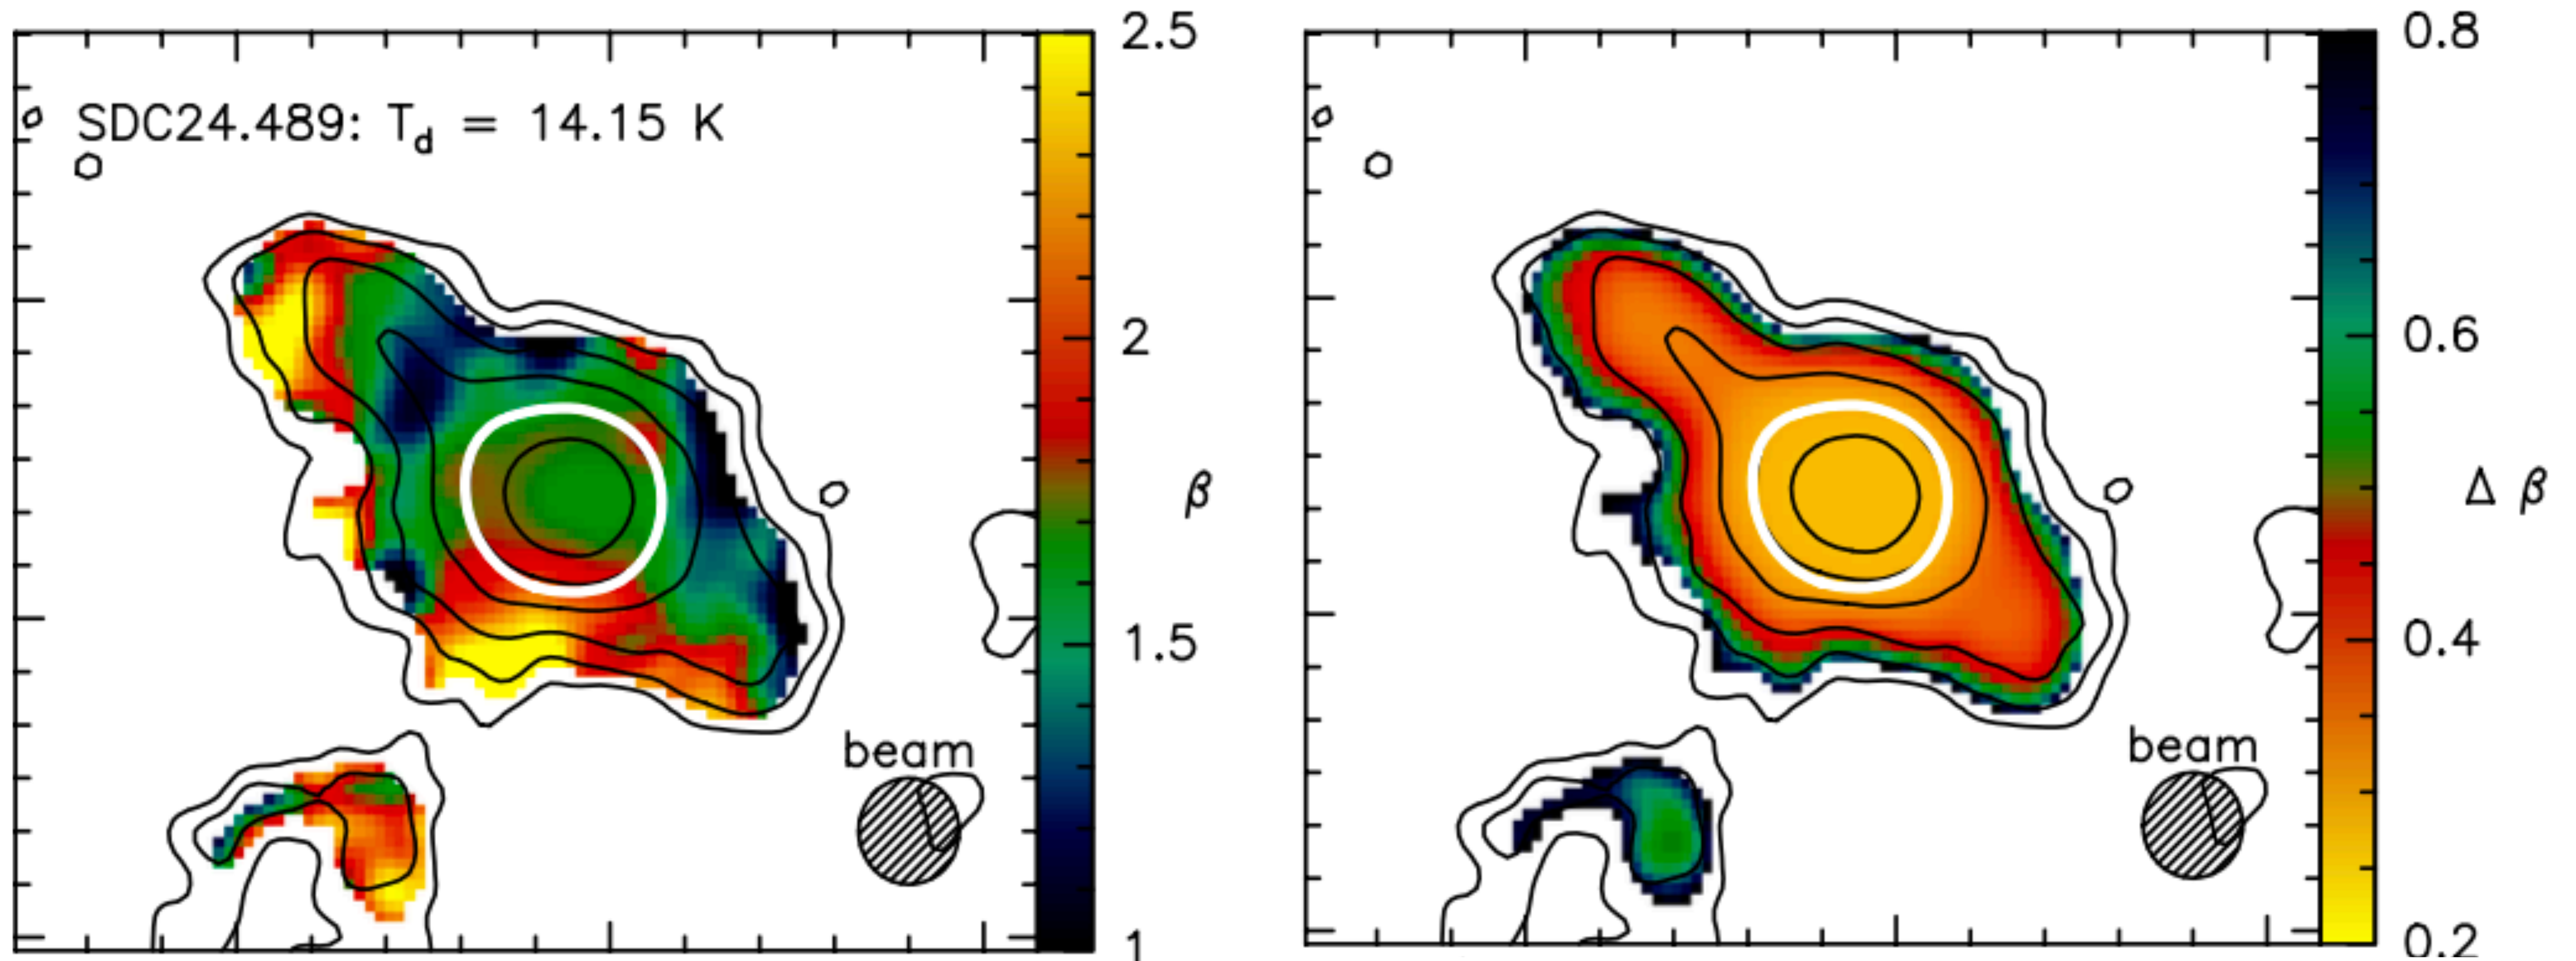 SDC24.489: T_d = 14.15 K
beam
2.5
2
1.5
1
β
beam
0.8
0.6
0.4
0.2
Δ β